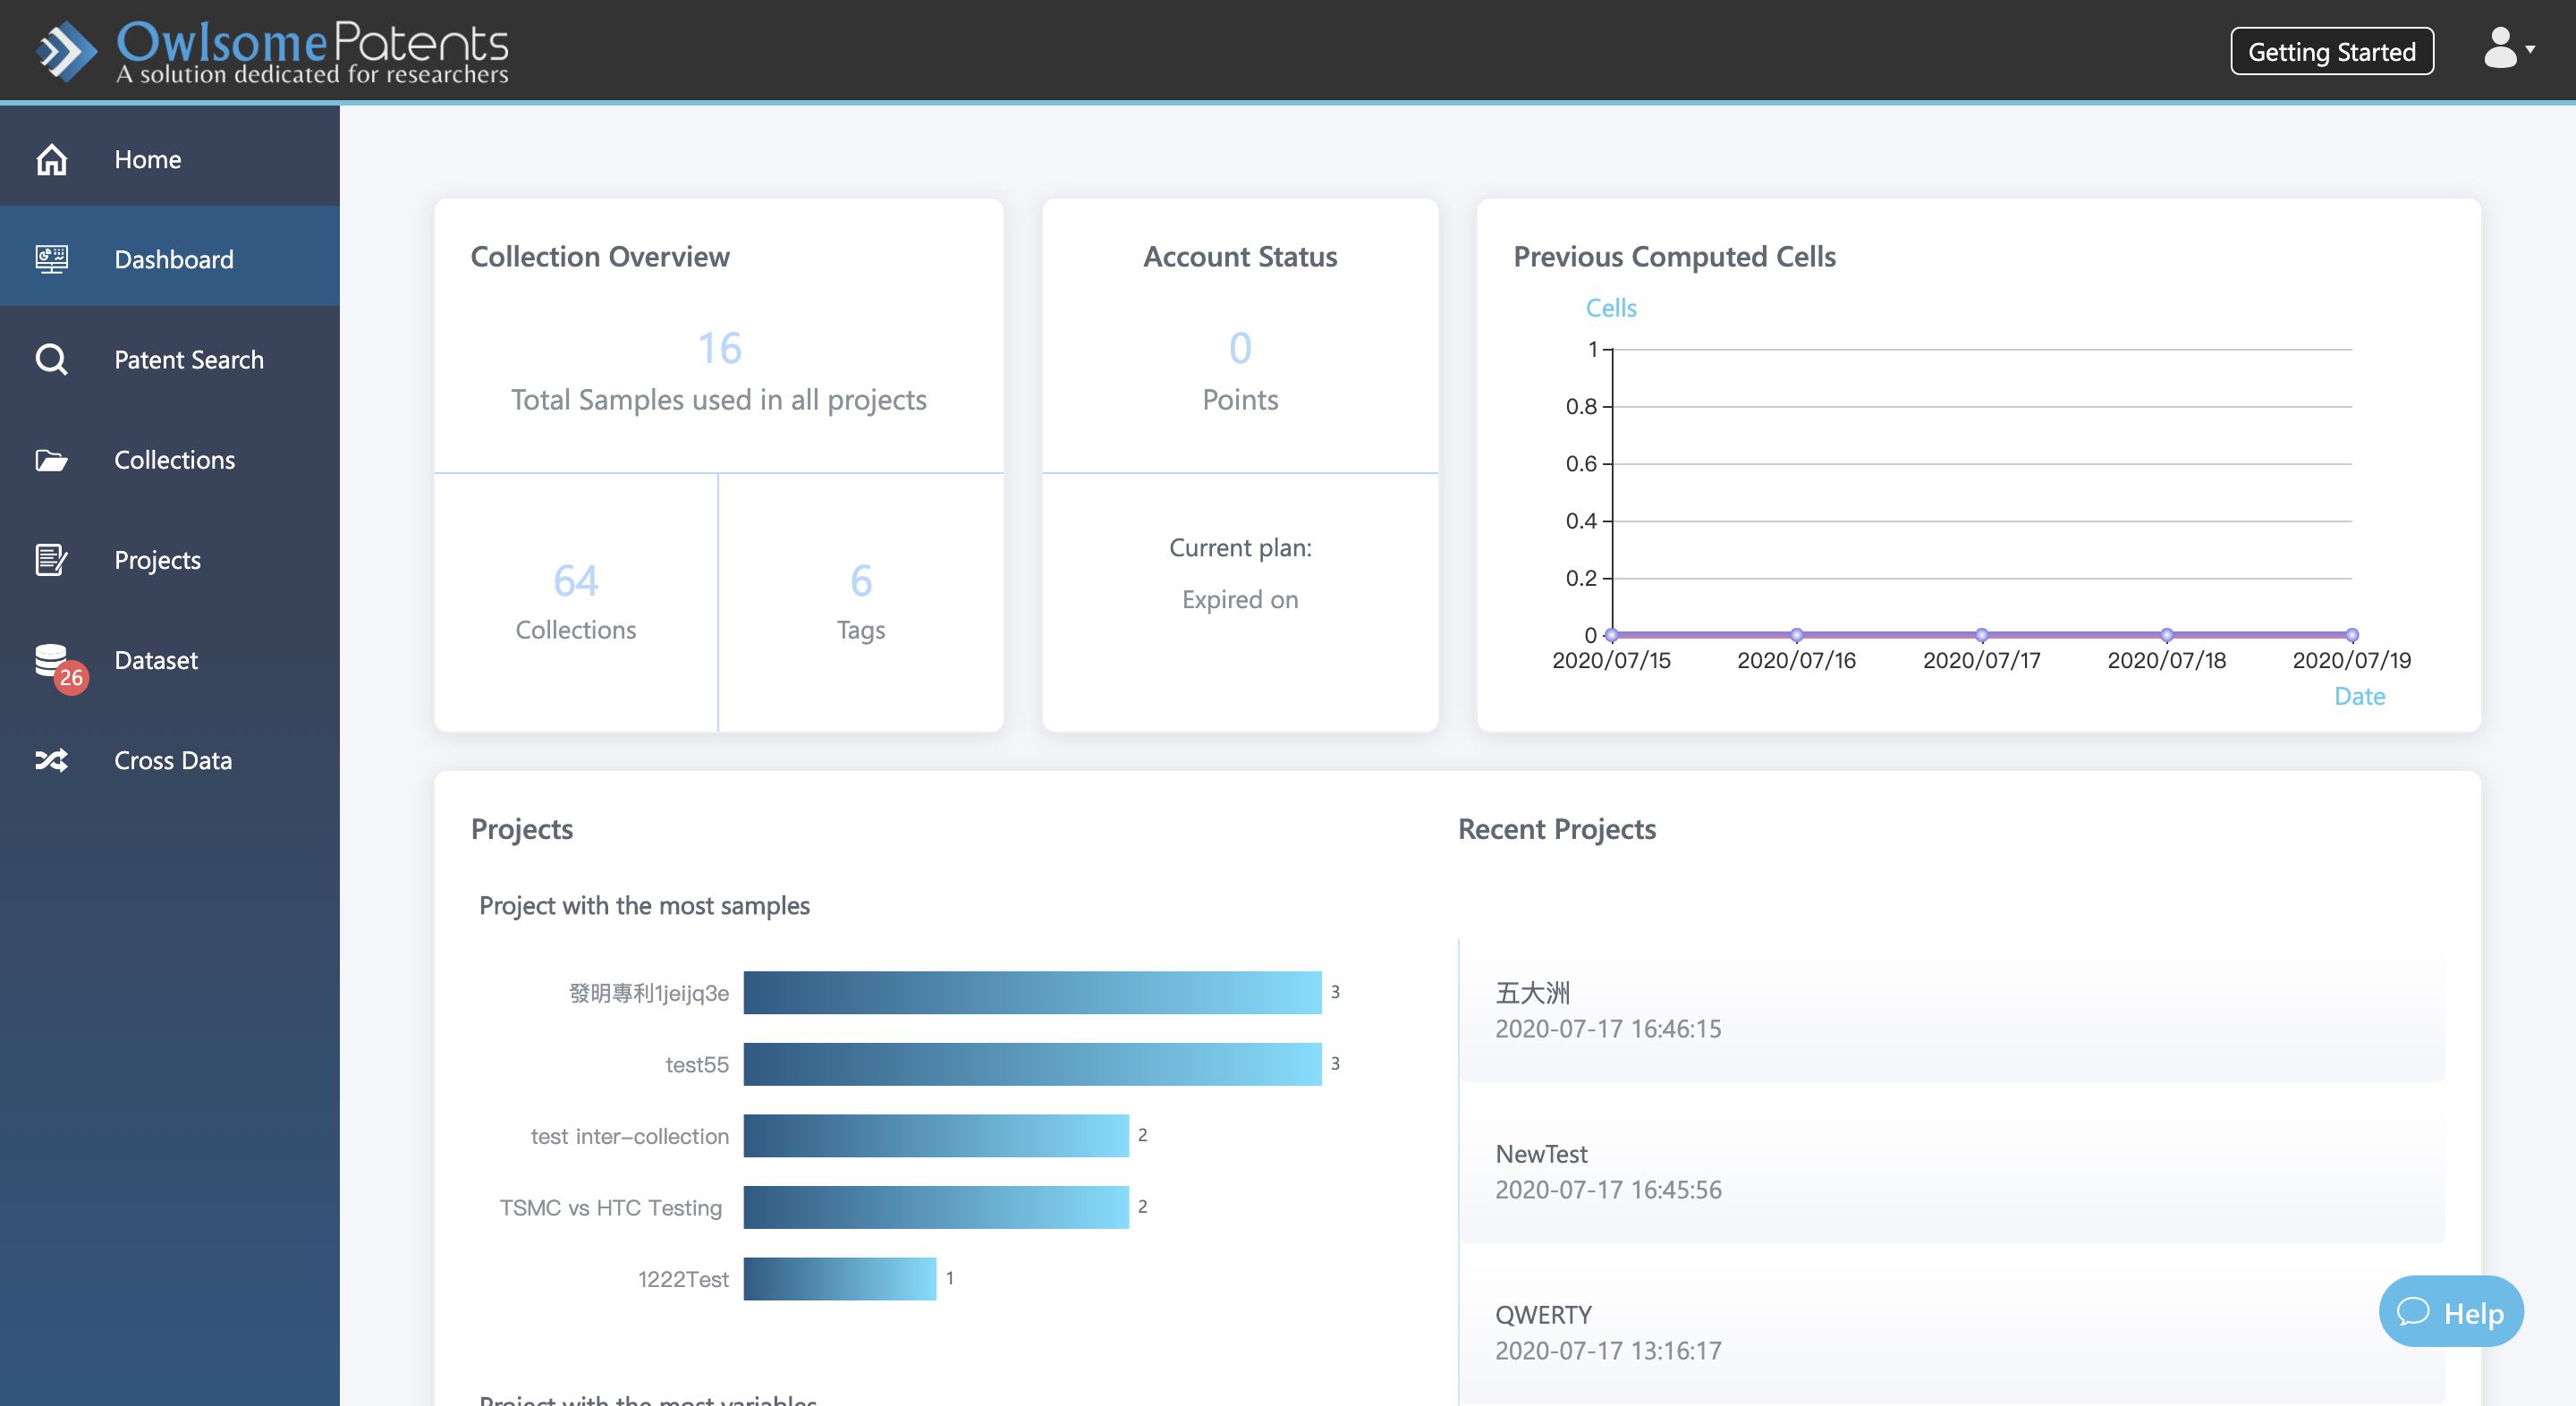 OwlsomePatents
A solution dedicated for researchers
Getting Started
Home
Dashboard
Patent Search
Collections
Projects
Dataset
26
Cross Data
Collection Overview
16
Total Samples used in all projects
64
Collections
6
Tags
Account Status
0
Points
Current plan:
Expired on
Previous Computed Cells
Cells
1
0.8
0.6
0.4
0.2
0
2020/07/15 2020/07/16 2020/07/17 2020/07/18 2020/07/19
Date
Projects
Project with the most samples
發明專利1jeijq3e 3
test55 3
test inter-collection 2
TSMC vs HTC Testing 2
1222Test 1
Project with the most variables
Recent Projects
五大洲
2020-07-17 16:46:15
NewTest
2020-07-17 16:45:56
QWERTY
2020-07-17 13:16:17
Help